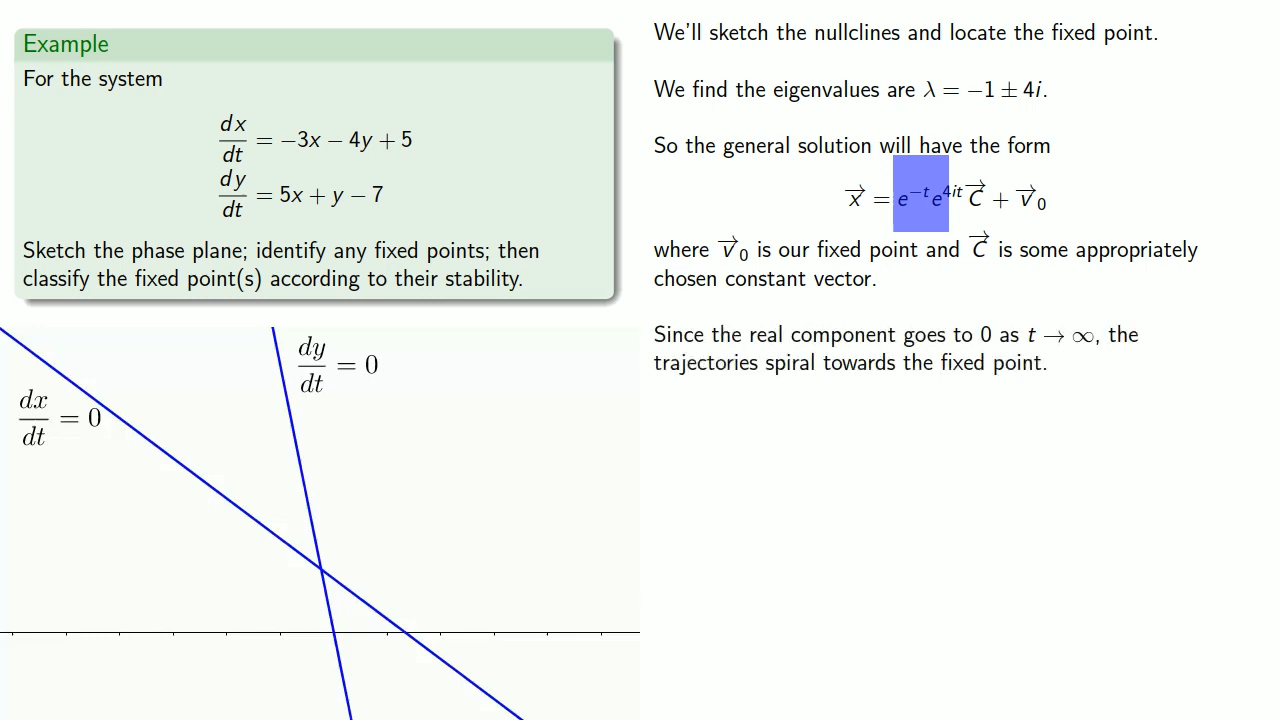 Example
For the system
dx/dt = −3x − 4y + 5
dy/dt = 5x + y − 7
Sketch the phase plane; identify any fixed points; then
classify the fixed point(s) according to their stability.
dy/dt = 0
dx/dt = 0
We'll sketch the nullclines and locate the fixed point.
We find the eigenvalues are λ = −1 ± 4i.
So the general solution will have the form
x⃗ = e^{−t} e^{4it} C⃗ + v⃗₀
where v⃗₀ is our fixed point and C⃗ is some appropriately
chosen constant vector.
Since the real component goes to 0 as t → ∞, the
trajectories spiral towards the fixed point.